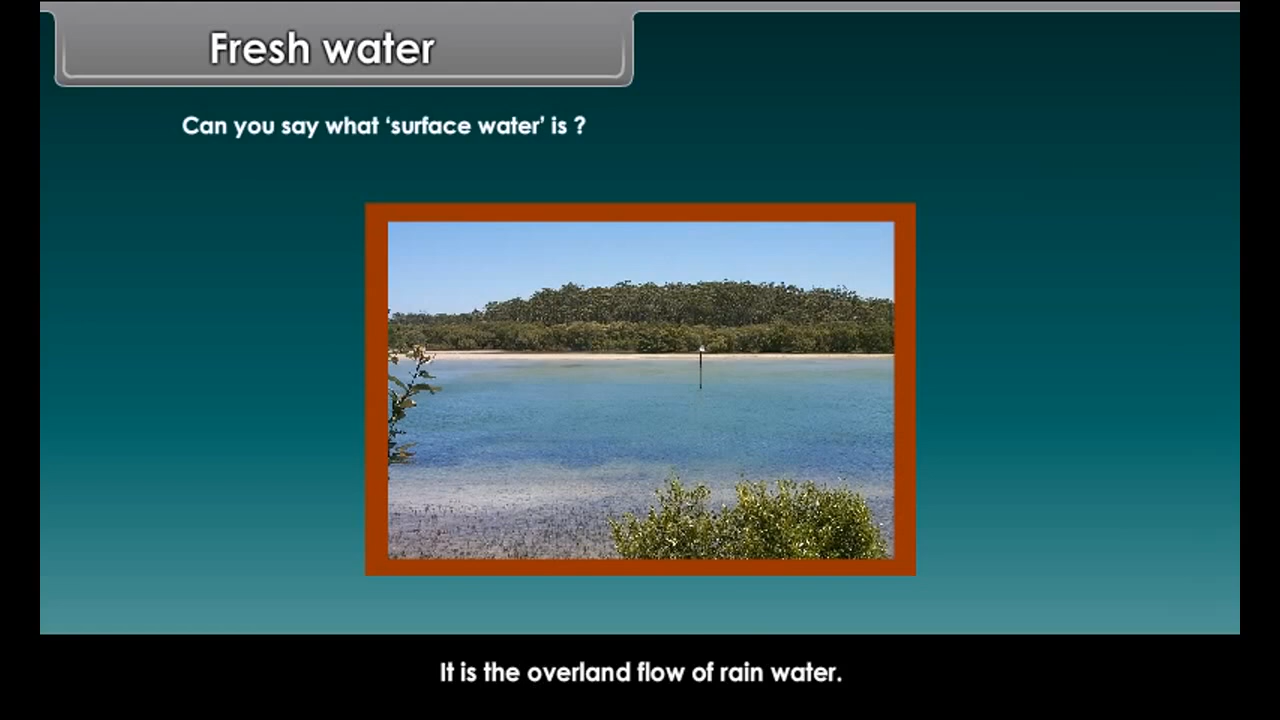 Fresh water
Can you say what ‘surface water’ is ?
It is the overland flow of rain water.